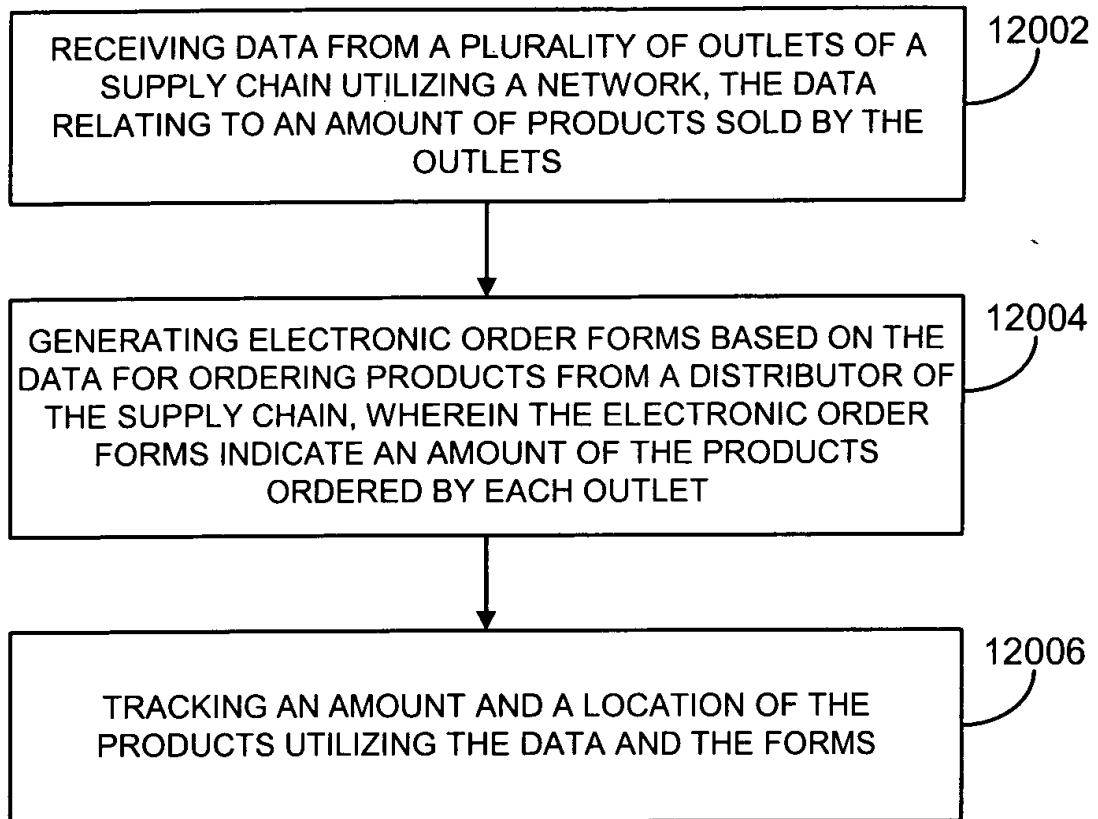 RECEIVING DATA FROM A PLURALITY OF OUTLETS OF A
SUPPLY CHAIN UTILIZING A NETWORK, THE DATA
RELATING TO AN AMOUNT OF PRODUCTS SOLD BY THE
OUTLETS
12002
GENERATING ELECTRONIC ORDER FORMS BASED ON THE
DATA FOR ORDERING PRODUCTS FROM A DISTRIBUTOR OF
THE SUPPLY CHAIN, WHEREIN THE ELECTRONIC ORDER
FORMS INDICATE AN AMOUNT OF THE PRODUCTS
ORDERED BY EACH OUTLET
12004
TRACKING AN AMOUNT AND A LOCATION OF THE
PRODUCTS UTILIZING THE DATA AND THE FORMS
12006